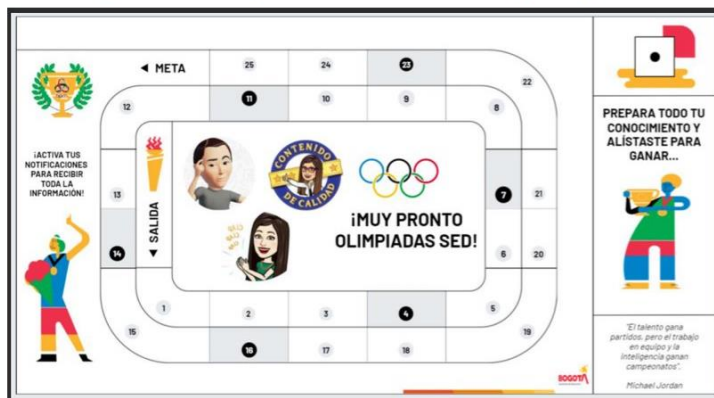 ◄ META
25
24
23
22
12
11
10
9
8
¡ACTIVA TUS
NOTIFICACIONES
PARA RECIBIR
TODA LA
INFORMACIÓN!
13
14
◄ SALIDA
CONTENIDO
DE CALIDAD
¡MUY PRONTO
OLIMPIADAS SED!
7
21
6
20
1
2
3
4
5
15
16
17
18
19
PREPARA TODO TU
CONOCIMIENTO Y
ALÍSTASTE PARA
GANAR...
"El talento gana
partidos, pero el trabajo
en equipo y la
inteligencia ganan
campeonatos".
Michael Jordan
BOGOTÁ